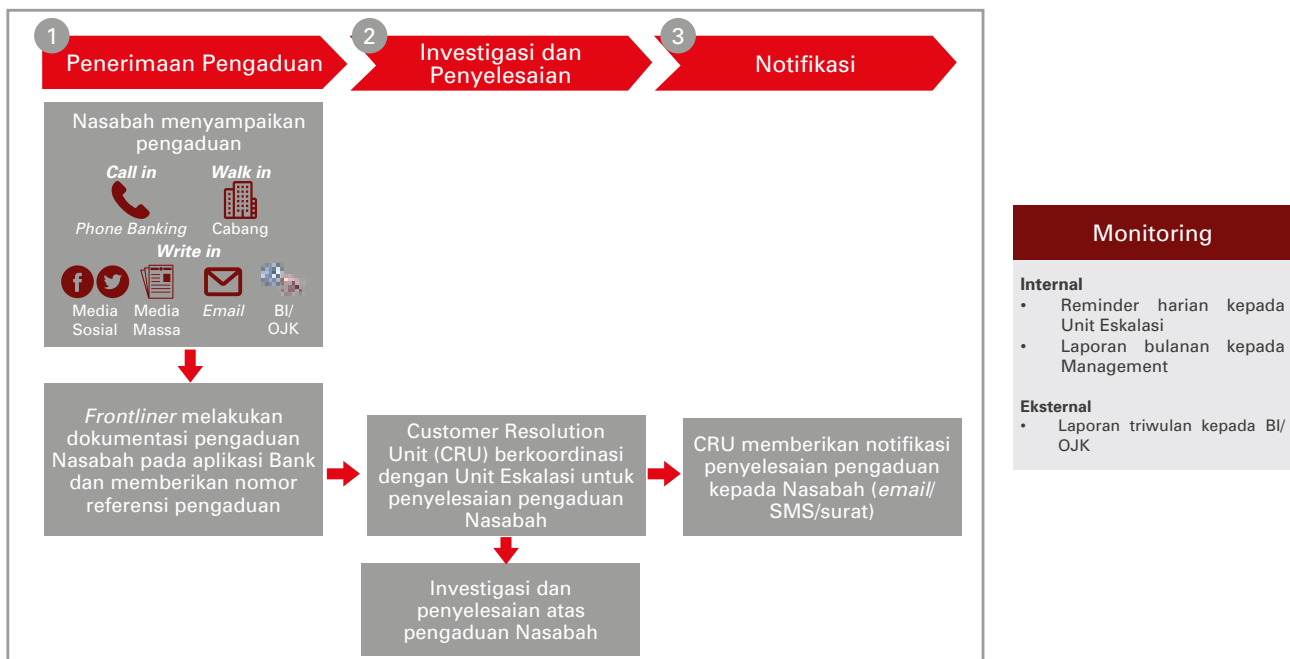 1
Penerimaan Pengaduan
2
Investigasi dan
Penyelesaian
3
Notifikasi
Nasabah menyampaikan
pengaduan
Call in
Walk in
Phone Banking
Cabang
Write in
Media
Sosial
Media
Massa
Email
BI/
OJK
Frontliner melakukan
dokumentasi pengaduan
Nasabah pada aplikasi Bank
dan memberikan nomor
referensi pengaduan
Customer Resolution
Unit (CRU) berkoordinasi
dengan Unit Eskalasi untuk
penyelesaian pengaduan
Nasabah
CRU memberikan notifikasi
penyelesaian pengaduan
kepada Nasabah (email/
SMS/surat)
Investigasi dan
penyelesaian atas
pengaduan Nasabah
Monitoring
Internal
• Reminder harian kepada
Unit Eskalasi
• Laporan bulanan kepada
Management
Eksternal
• Laporan triwulan kepada BI/
OJK